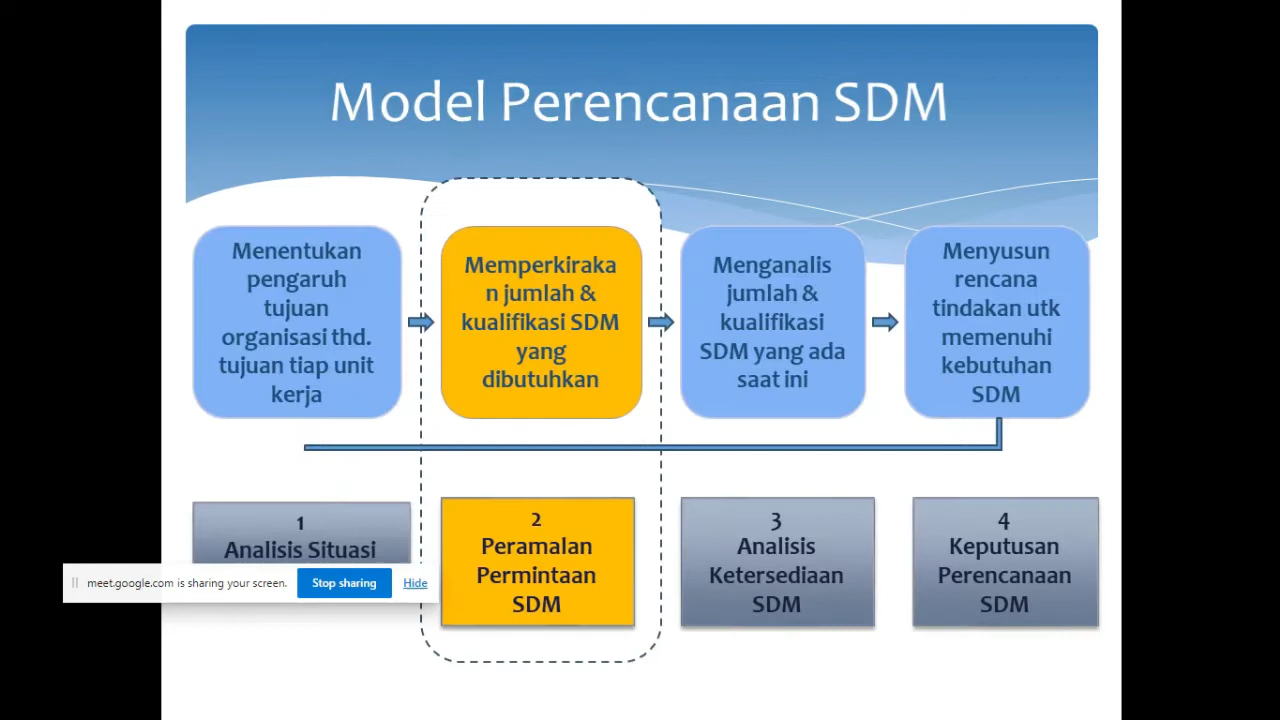 Model Perencanaan SDM
Menentukan
pengaruh
tujuan
organisasi thd.
tujuan tiap unit
kerja
Memperkiraka
n jumlah &
kualifikasi SDM
yang
dibutuhkan
Menganalis
jumlah &
kualifikasi
SDM yang ada
saat ini
Menyusun
rencana
tindakan utk
memenuhi
kebutuhan
SDM
1
Analisis Situasi
2
Peramalan
Permintaan
SDM
3
Analisis
Ketersediaan
SDM
4
Keputusan
Perencanaan
SDM
meet.google.com is sharing your screen.
Stop sharing
Hide